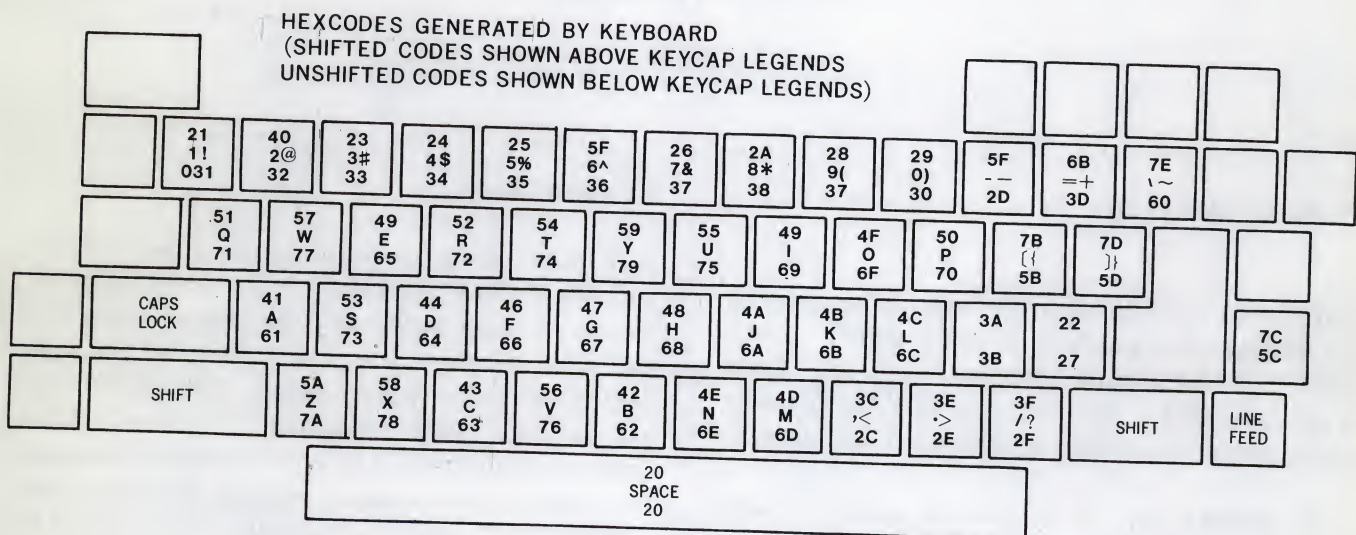 HEXCODES GENERATED BY KEYBOARD
(SHIFTED CODES SHOWN ABOVE KEYCAP LEGENDS
UNSHIFTED CODES SHOWN BELOW KEYCAP LEGENDS)
21 40 23 24 25 5F 26 2A 28 29 5F 6B 7E
1! 2@ 3# 4$ 5% 6^ 7& 8* 9( 0) -— =+ \~
031 32 33 34 35 36 37 38 37 30 2D 3D 60
51 57 49 52 54 59 55 49 4F 50 7B 7D
Q W E R T Y U I O P [{ ]}
71 77 65 72 74 79 75 69 6F 70 5B 5D
CAPS
LOCK
41 53 44 46 47 48 4A 4B 4C 3A 22 7C
A S D F G H J K L
61 73 64 66 67 68 6A 6B 6C 3B 27 5C
SHIFT
5A 58 43 56 42 4E 4D 3C 3E 3F
Z X C V B N M ,< .> /?
7A 78 63 76 62 6E 6D 2C 2E 2F
SHIFT
LINE
FEED
20
SPACE
20